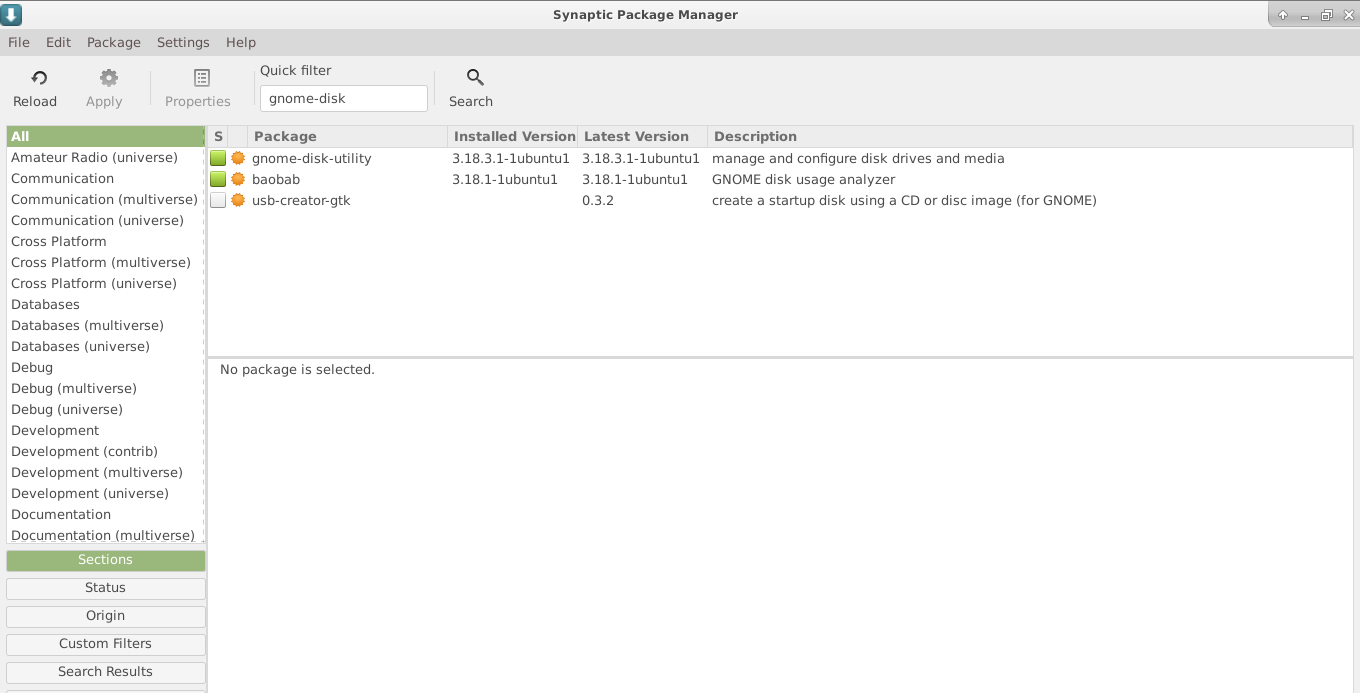 Synaptic Package Manager
File Edit Package Settings Help
Reload Apply Properties Quick filter gnome-disk Search
All
Amateur Radio (universe)
Communication
Communication (multiverse)
Communication (universe)
Cross Platform
Cross Platform (multiverse)
Cross Platform (universe)
Databases
Databases (multiverse)
Databases (universe)
Debug
Debug (multiverse)
Debug (universe)
Development
Development (contrib)
Development (multiverse)
Development (universe)
Documentation
Documentation (multiverse)
Sections
Status
Origin
Custom Filters
Search Results
S Package Installed Version Latest Version Description
gnome-disk-utility 3.18.3.1-1ubuntu1 3.18.3.1-1ubuntu1 manage and configure disk drives and media
baobab 3.18.1-1ubuntu1 3.18.1-1ubuntu1 GNOME disk usage analyzer
usb-creator-gtk 0.3.2 create a startup disk using a CD or disc image (for GNOME)
No package is selected.